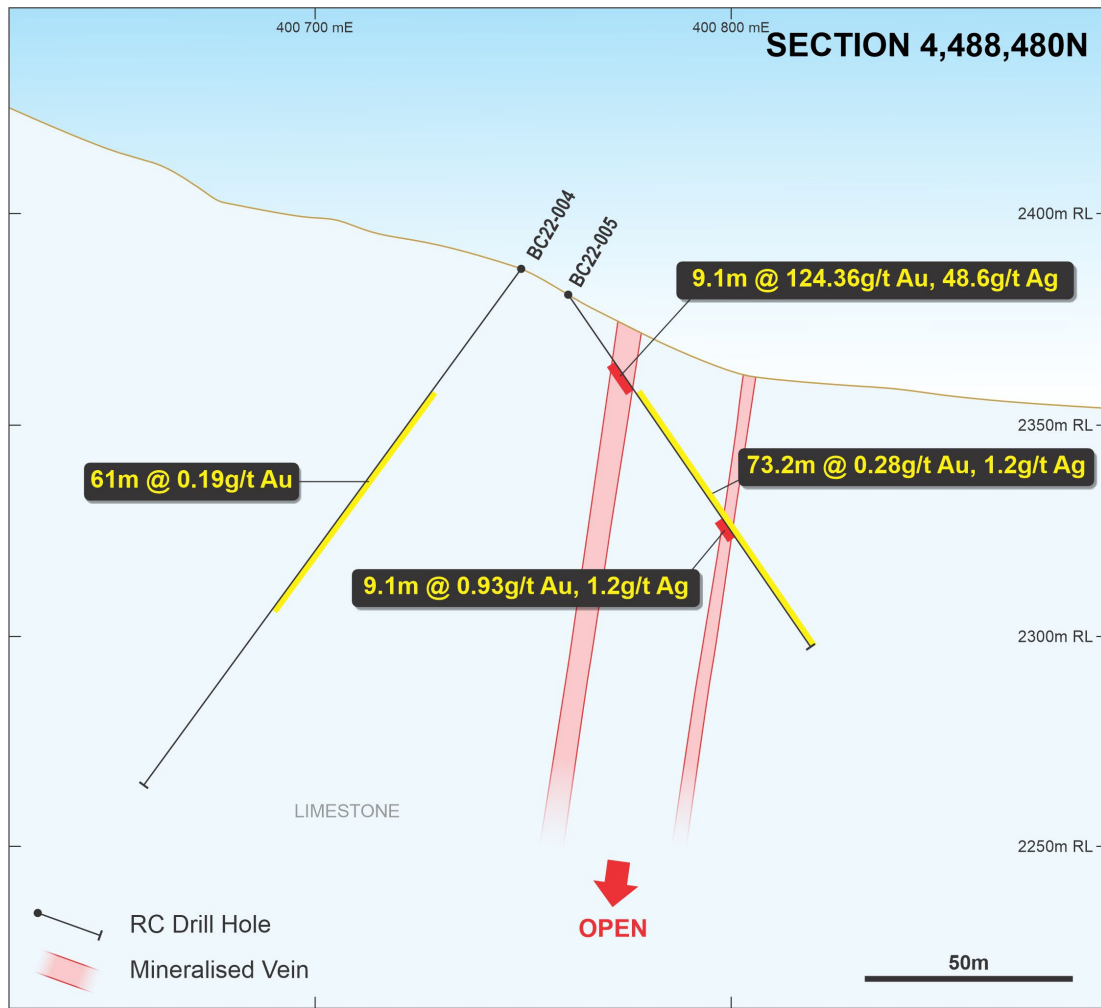 400 700 mE
400 800 mE
SECTION 4,488,480N
2400m RL
BC22-004
BC22-005
9.1m @ 124.36g/t Au, 48.6g/t Ag
2350m RL
73.2m @ 0.28g/t Au, 1.2g/t Ag
61m @ 0.19g/t Au
9.1m @ 0.93g/t Au, 1.2g/t Ag
2300m RL
LIMESTONE
2250m RL
OPEN
RC Drill Hole
Mineralised Vein
50m